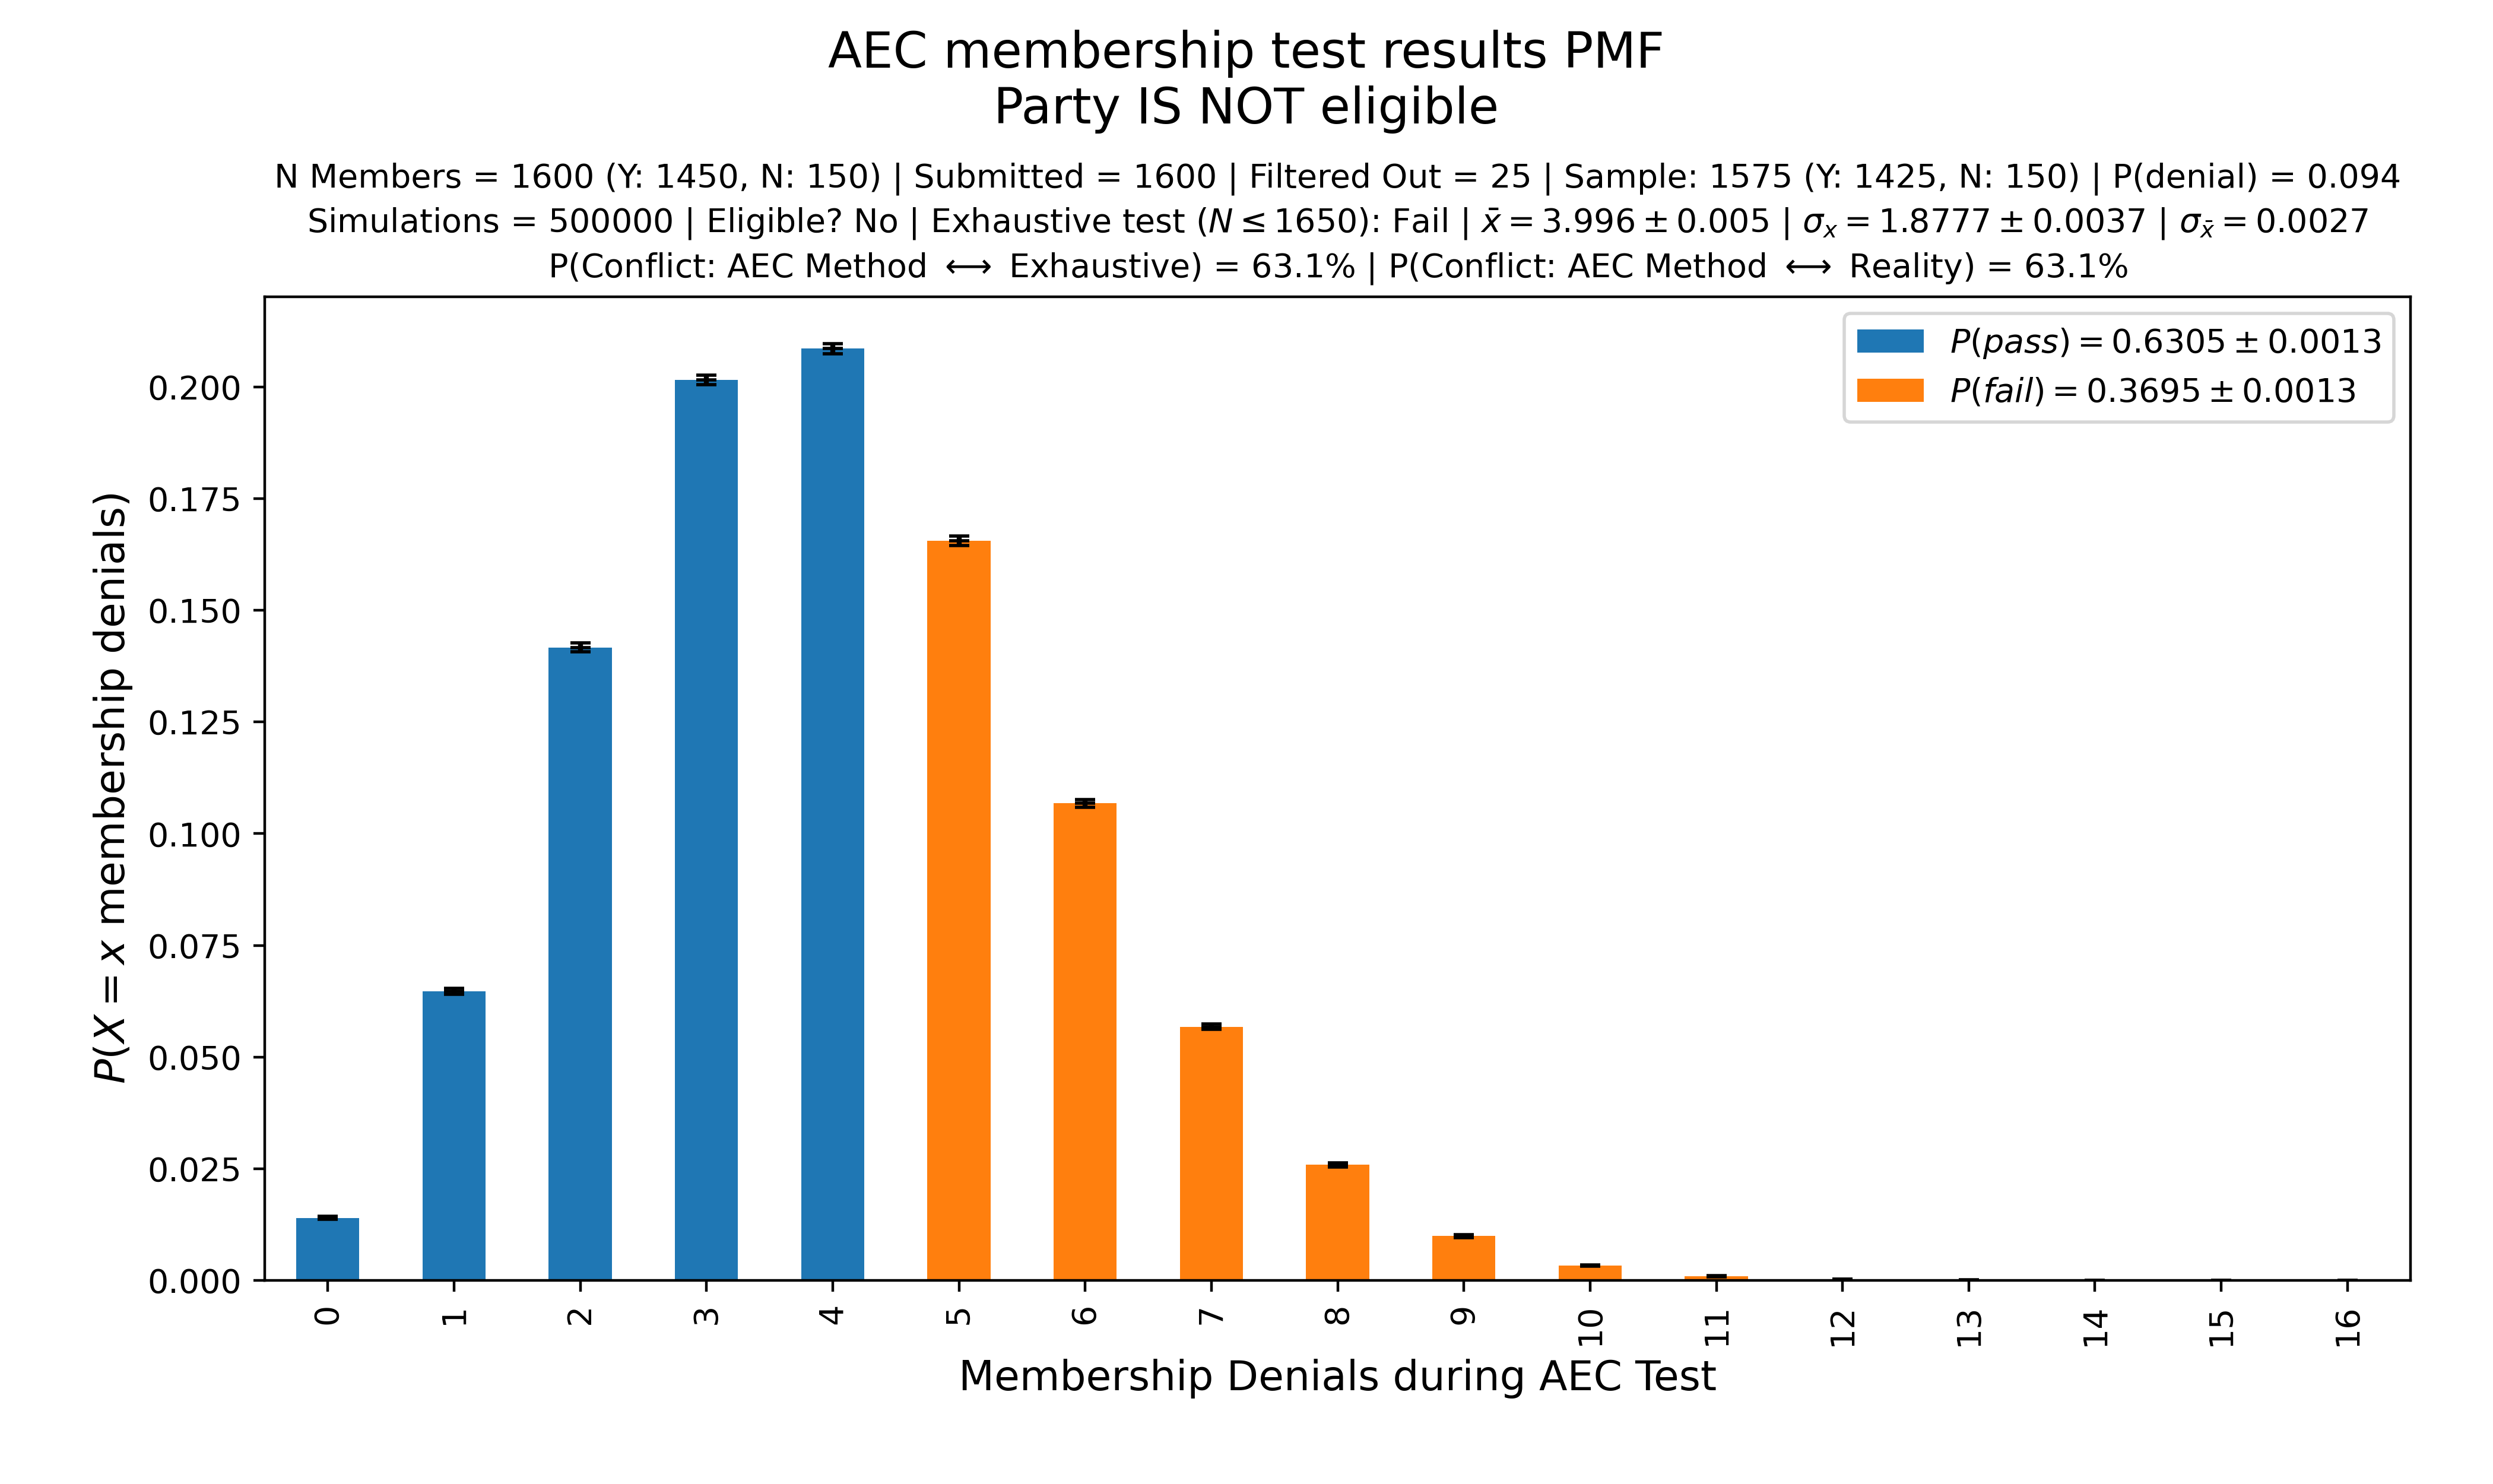 AEC membership test results PMF
Party IS NOT eligible
N Members = 1600 (Y: 1450, N: 150) | Submitted = 1600 | Filtered Out = 25 | Sample: 1575 (Y: 1425, N: 150) | P(denial) = 0.094
Simulations = 500000 | Eligible? No | Exhaustive test (N ≤ 1650): Fail | x̄ = 3.996 ± 0.005 | σₓ = 1.8777 ± 0.0037 | σ_x̄ = 0.0027
P(Conflict: AEC Method ⟷ Exhaustive) = 63.1% | P(Conflict: AEC Method ⟷ Reality) = 63.1%
P(pass) = 0.6305 ± 0.0013
P(fail) = 0.3695 ± 0.0013
P(X = x membership denials)
0.200
0.175
0.150
0.125
0.100
0.075
0.050
0.025
0.000
0 1 2 3 4 5 6 7 8 9 10 11 12 13 14 15 16
Membership Denials during AEC Test